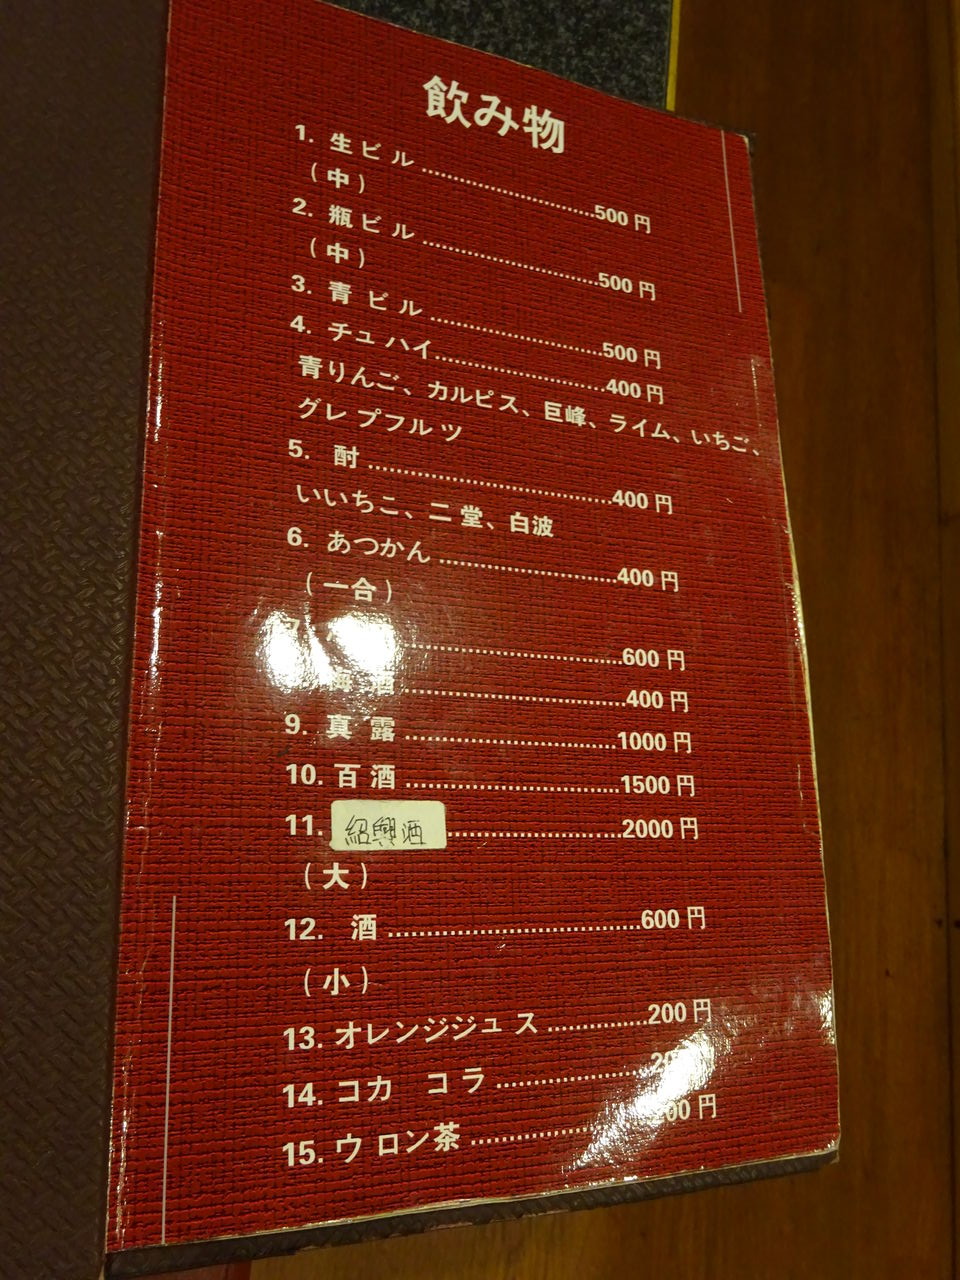 飲み物
1. 生ビル........................500円
(中)
2. 瓶ビル........................500円
(中)
3. 青ビル........................500円
4. チュハイ........................400円
青りんご、カルピス、巨峰、ライム、いちご、
グレプフルツ
5. 酎........................400円
いいちこ、二堂、白波
6. あつかん........................400円
(一合)
........................600円
酒........................400円
9. 真露........................1000円
10. 百酒........................1500円
11. 紹興酒........................2000円
(大)
12. 酒........................600円
(小)
13. オレンジジュス............200円
14. コカ コラ............
15. ウロン茶............00円